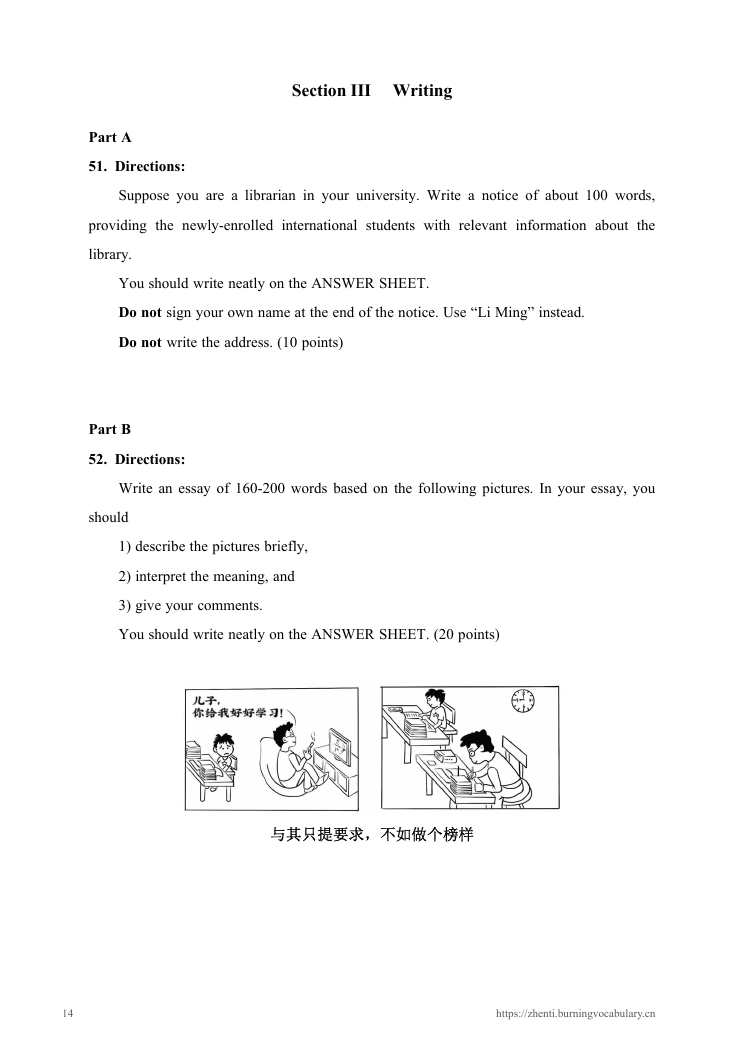 Section III Writing
Part A
51. Directions:
Suppose you are a librarian in your university. Write a notice of about 100 words,
providing the newly-enrolled international students with relevant information about the
library.
You should write neatly on the ANSWER SHEET.
Do not sign your own name at the end of the notice. Use “Li Ming” instead.
Do not write the address. (10 points)
Part B
52. Directions:
Write an essay of 160-200 words based on the following pictures. In your essay, you
should
1) describe the pictures briefly,
2) interpret the meaning, and
3) give your comments.
You should write neatly on the ANSWER SHEET. (20 points)
儿子,
你给我好好学习!
与其只提要求，不如做个榜样
14
https://zhenti.burningvocabulary.cn